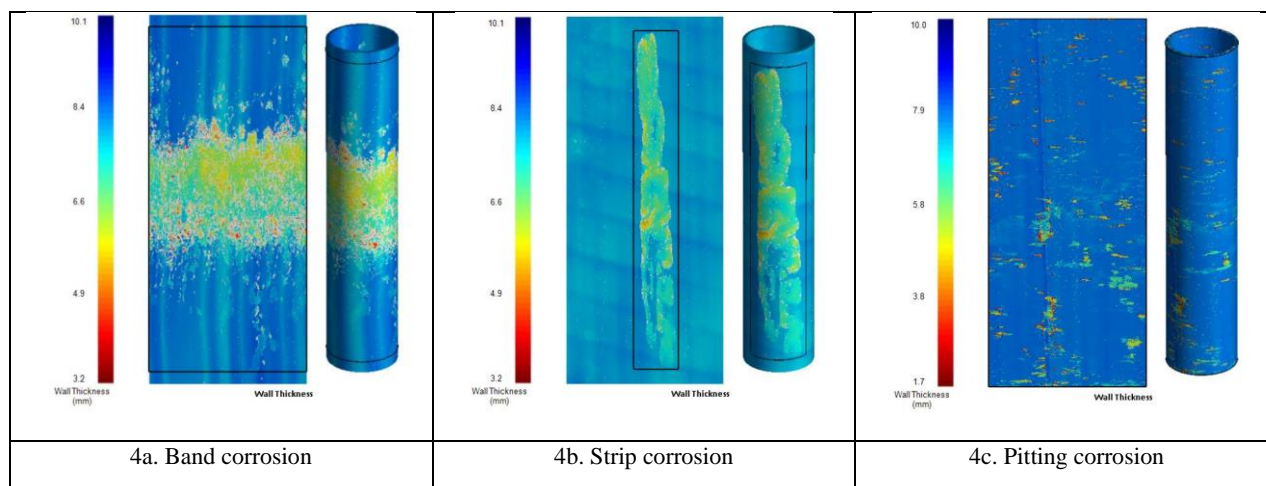 10.1
8.4
6.6
4.9
3.2
Wall Thickness
(mm)
Wall Thickness
10.1
8.4
6.6
4.9
3.2
Wall Thickness
(mm)
Wall Thickness
10.0
7.9
5.8
3.8
1.7
Wall Thickness
(mm)
Wall Thickness
4a. Band corrosion
4b. Strip corrosion
4c. Pitting corrosion